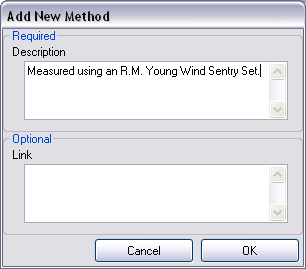 Add New Method
Required
Description
Measured using an R.M. Young Wind Sentry Set.
Optional
Link
Cancel
OK